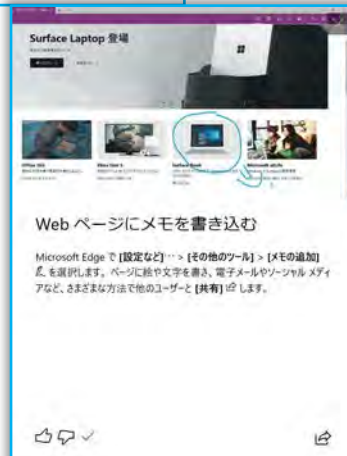 Surface Laptop 登場
Office 365
Xbox One S
Surface Book
Webページにメモを書き込む
Microsoft Edge で [設定など] ··· > [その他のツール] > [メモの追加]
を選択します。ページに絵や文字を書き、電子メールやソーシャル メディ
アなど、さまざまな方法で他のユーザーと [共有] します。